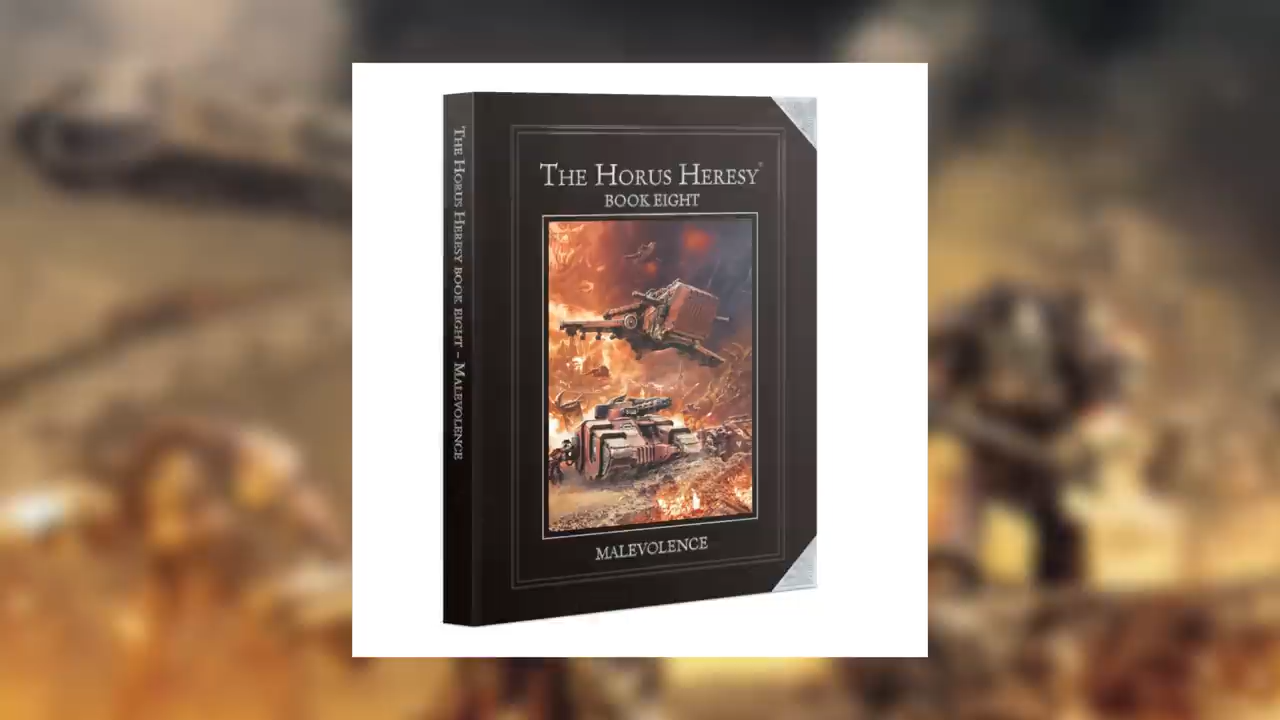 THE HORUS HERESY BOOK EIGHT – MALEVOLENCE
THE HORUS HERESY®
BOOK EIGHT
MALEVOLENCE